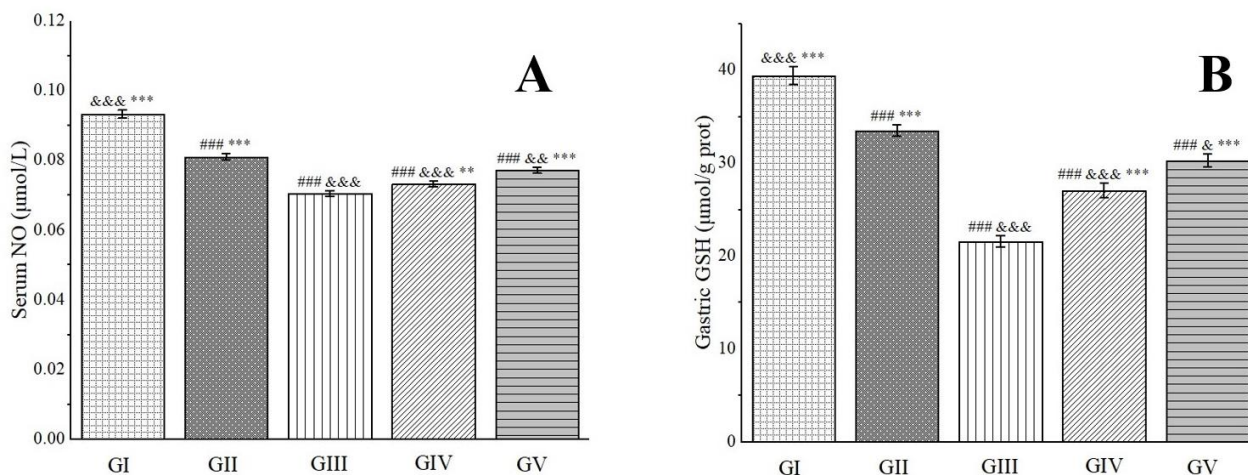 A
Serum NO (μmol/L)
0.12
0.10
0.08
0.06
0.04
0.02
0.00
&&& ***
### ***
### &&&
### &&& **
### && ***
GI
GII
GIII
GIV
GV
B
Gastric GSH (μmol/g prot)
40
30
20
10
0
&&& ***
### ***
### &&&
### &&& ***
### & ***
GI
GII
GIII
GIV
GV